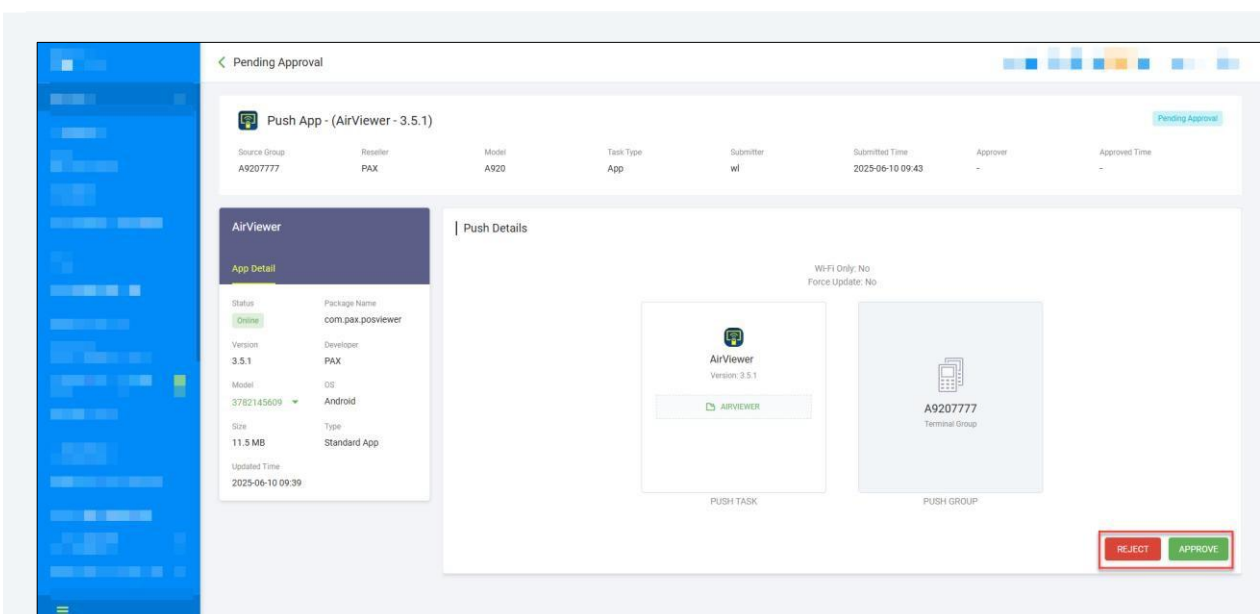 Pending Approval
Push App - (AirViewer - 3.5.1)
Pending Approval
Source Group Reseller Model Task Type Submitter Submitted Time Approver Approved Time
A9207777 PAX A920 App wl 2025-06-10 09:43 - -
AirViewer
App Detail
Status Package Name
Online com.pax.posviewer
Version Developer
3.5.1 PAX
Model OS
3782145609 Android
Size Type
11.5 MB Standard App
Updated Time
2025-06-10 09:39
Push Details
Wi-Fi Only: No
Force Update: No
AirViewer
Version: 3.5.1
AIRVIEWER
PUSH TASK
A9207777
Terminal Group
PUSH GROUP
REJECT APPROVE